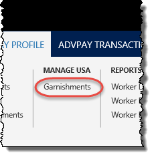 Y PROFILE ADVPAY TRANSACTI
MANAGE USA REPORTS
ts Garnishments Worker
Worker
ments Worker